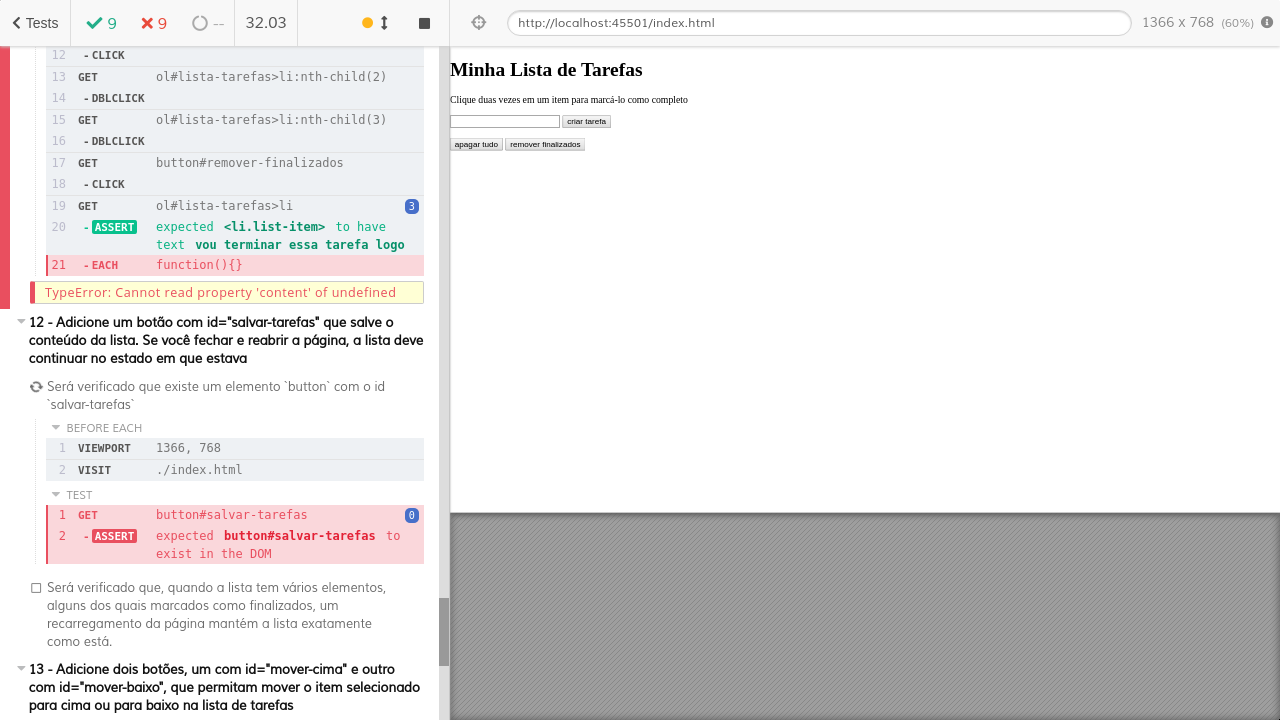 Tests 9 9 -- 32.03
http://localhost:45501/index.html 1366 x 768 (60%)
12 - CLICK
13 GET ol#lista-tarefas>li:nth-child(2)
14 - DBLCLICK
15 GET ol#lista-tarefas>li:nth-child(3)
16 - DBLCLICK
17 GET button#remover-finalizados
18 - CLICK
19 GET ol#lista-tarefas>li 3
20 - ASSERT expected <li.list-item> to have
text vou terminar essa tarefa logo
21 - EACH function(){}
TypeError: Cannot read property 'content' of undefined
12 - Adicione um botão com id="salvar-tarefas" que salve o
conteúdo da lista. Se você fechar e reabrir a página, a lista deve
continuar no estado em que estava
Será verificado que existe um elemento `button` com o id
`salvar-tarefas`
BEFORE EACH
1 VIEWPORT 1366, 768
2 VISIT ./index.html
TEST
1 GET button#salvar-tarefas 0
2 - ASSERT expected button#salvar-tarefas to
exist in the DOM
Será verificado que, quando a lista tem vários elementos,
alguns dos quais marcados como finalizados, um
recarregamento da página mantém a lista exatamente
como está.
13 - Adicione dois botões, um com id="mover-cima" e outro
com id="mover-baixo", que permitam mover o item selecionado
para cima ou para baixo na lista de tarefas
Minha Lista de Tarefas
Clique duas vezes em um item para marcá-lo como completo
criar tarefa
apagar tudo remover finalizados